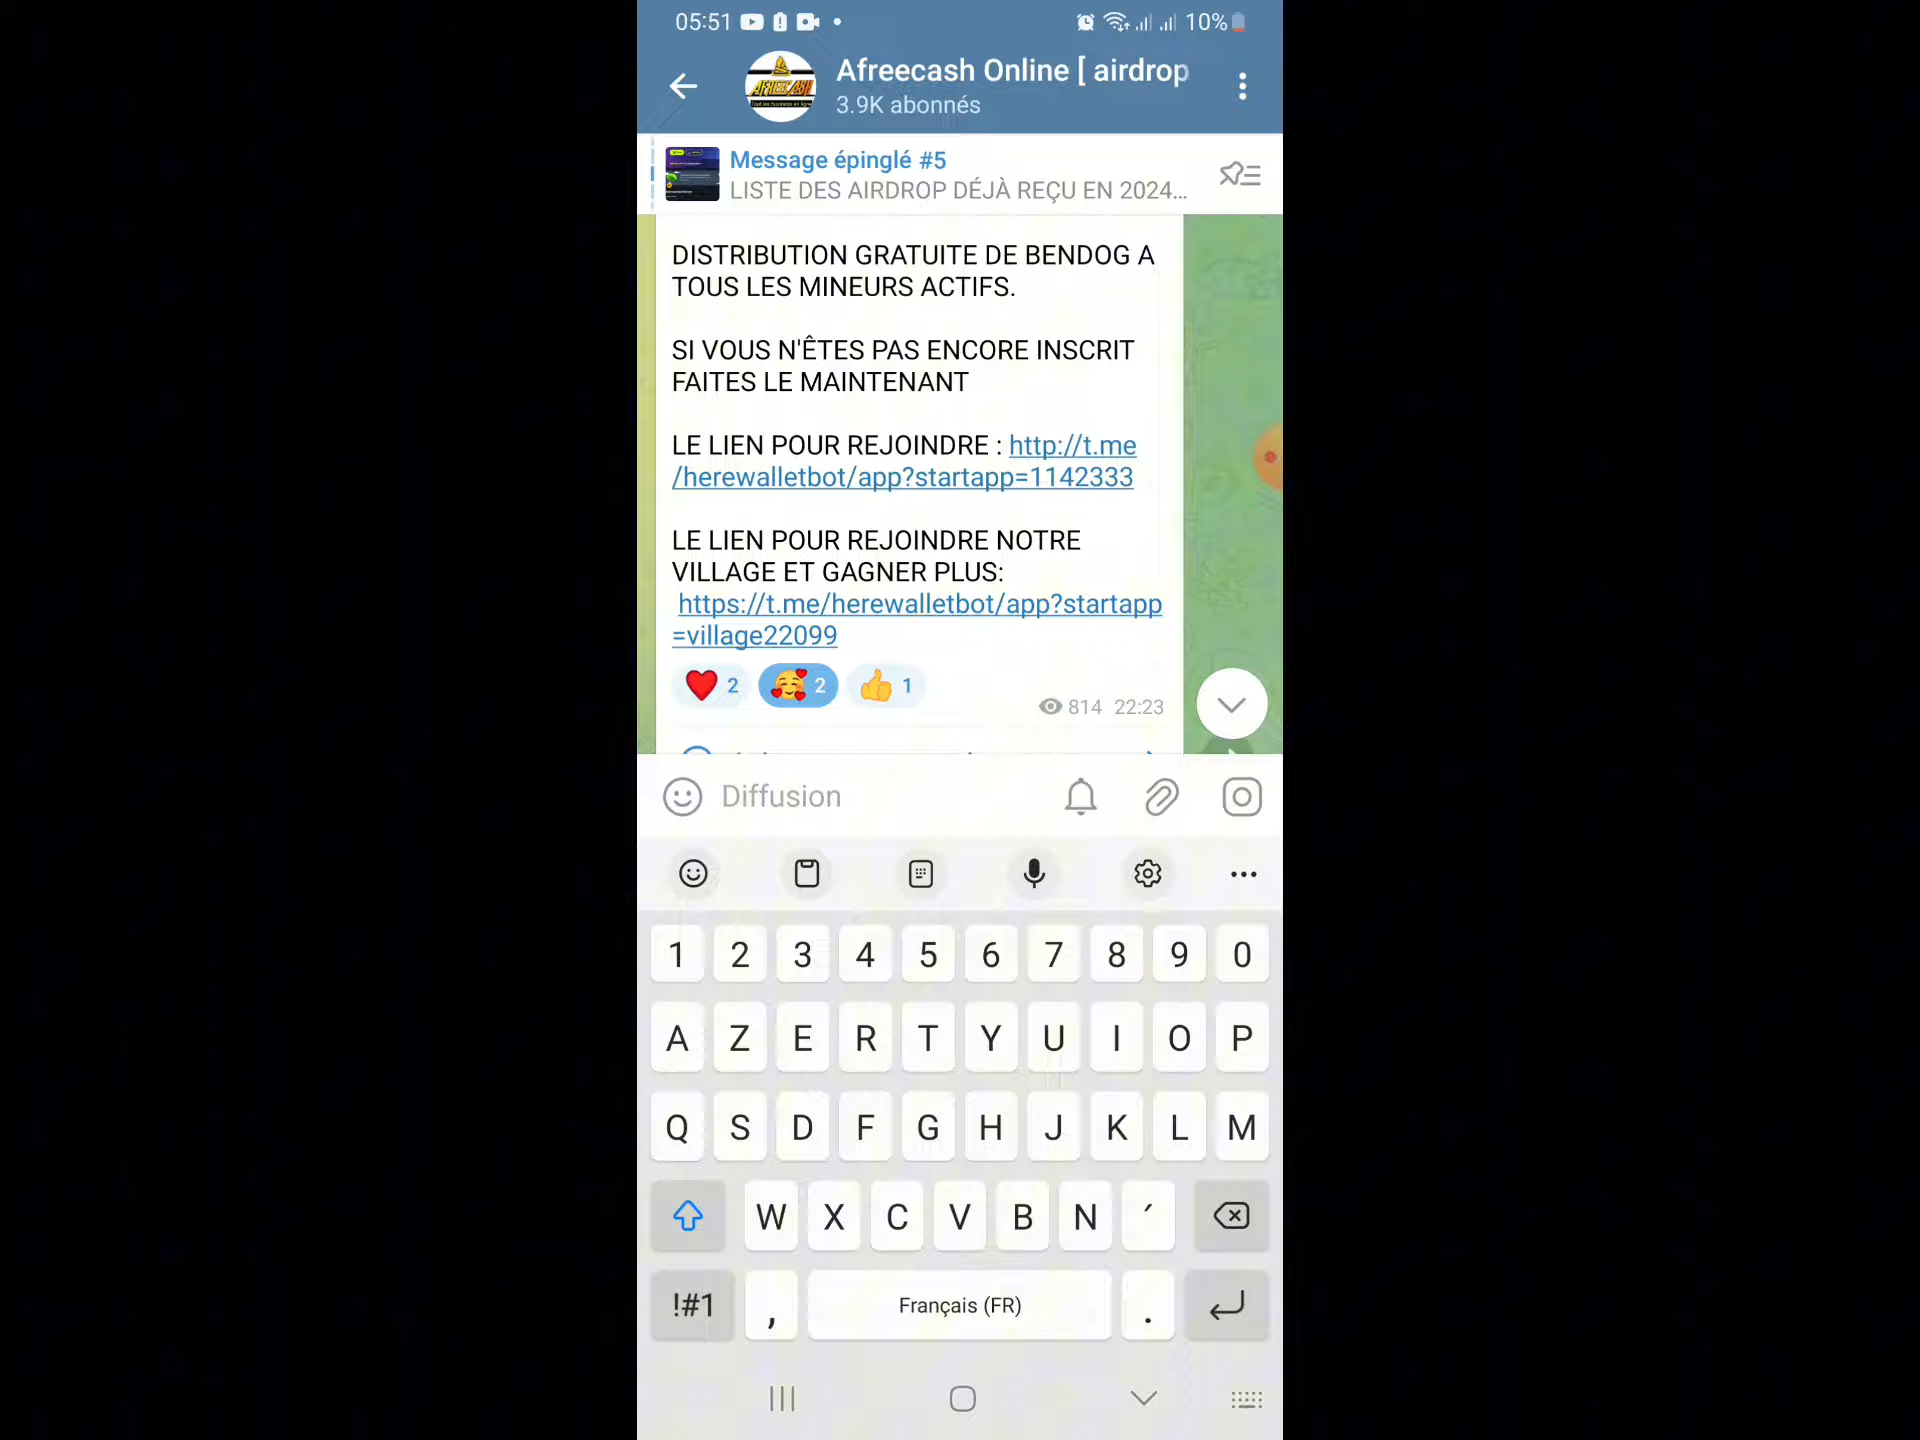 05:51
10%
AFREECASH
Afreecash Online [ airdrop
3.9K abonnés
Message épinglé #5
LISTE DES AIRDROP DÉJÀ REÇU EN 2024...
DISTRIBUTION GRATUITE DE BENDOG A
TOUS LES MINEURS ACTIFS.
SI VOUS N'ÊTES PAS ENCORE INSCRIT
FAITES LE MAINTENANT
LE LIEN POUR REJOINDRE : http://t.me
/herewalletbot/app?startapp=1142333
LE LIEN POUR REJOINDRE NOTRE
VILLAGE ET GAGNER PLUS:
https://t.me/herewalletbot/app?startapp
=village22099
2 2 1
814 22:23
Diffusion
1 2 3 4 5 6 7 8 9 0
A Z E R T Y U I O P
Q S D F G H J K L M
W X C V B N ´
!#1 , Français (FR) .